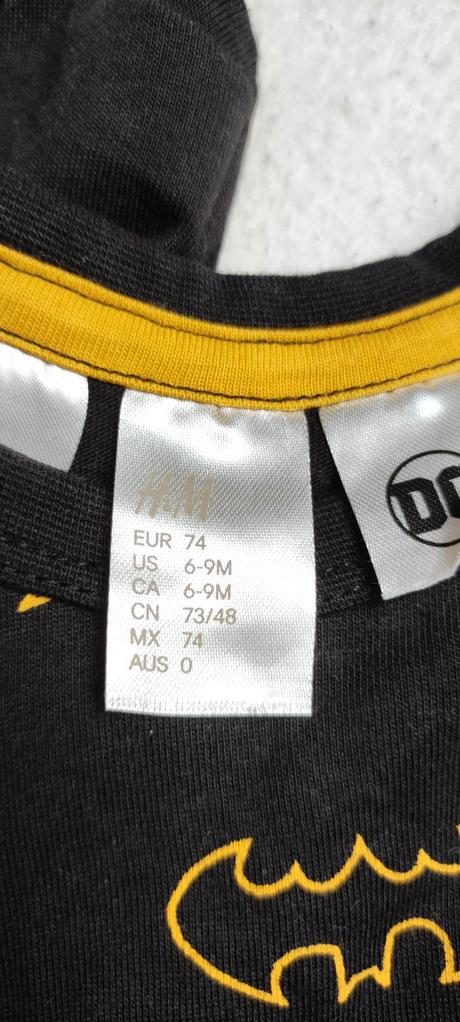 H&M
EUR 74
US 6-9M
CA 6-9M
CN 73/48
MX 74
AUS 0
DC